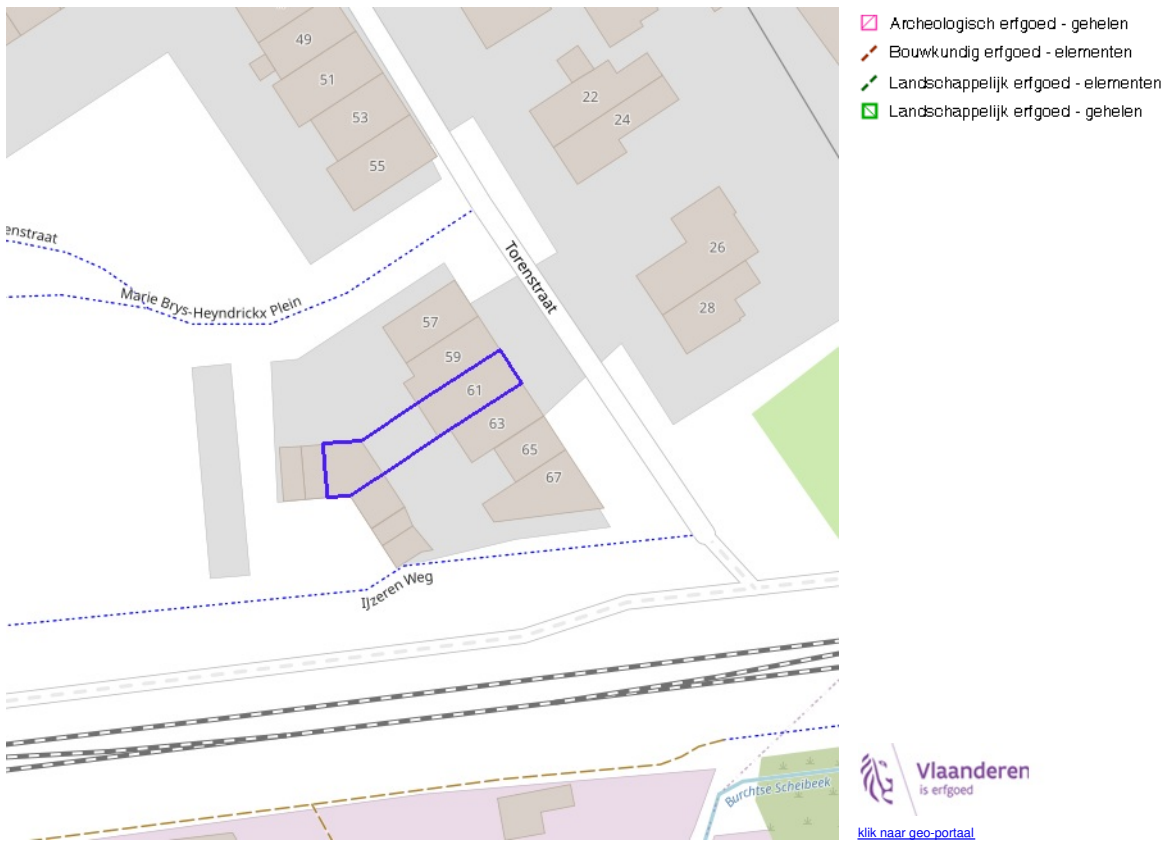 49
51
53
55
22
24
26
28
enstraat
Marie Brys-Heyndrickx Plein
Torenstraat
57
59
61
63
65
67
IJzeren Weg
Burchtse Scheibeek
Archeologisch erfgoed - gehelen
Bouwkundig erfgoed - elementen
Landschappelijk erfgoed - elementen
Landschappelijk erfgoed - gehelen
Vlaanderen
is erfgoed
klik naar geo-portaal